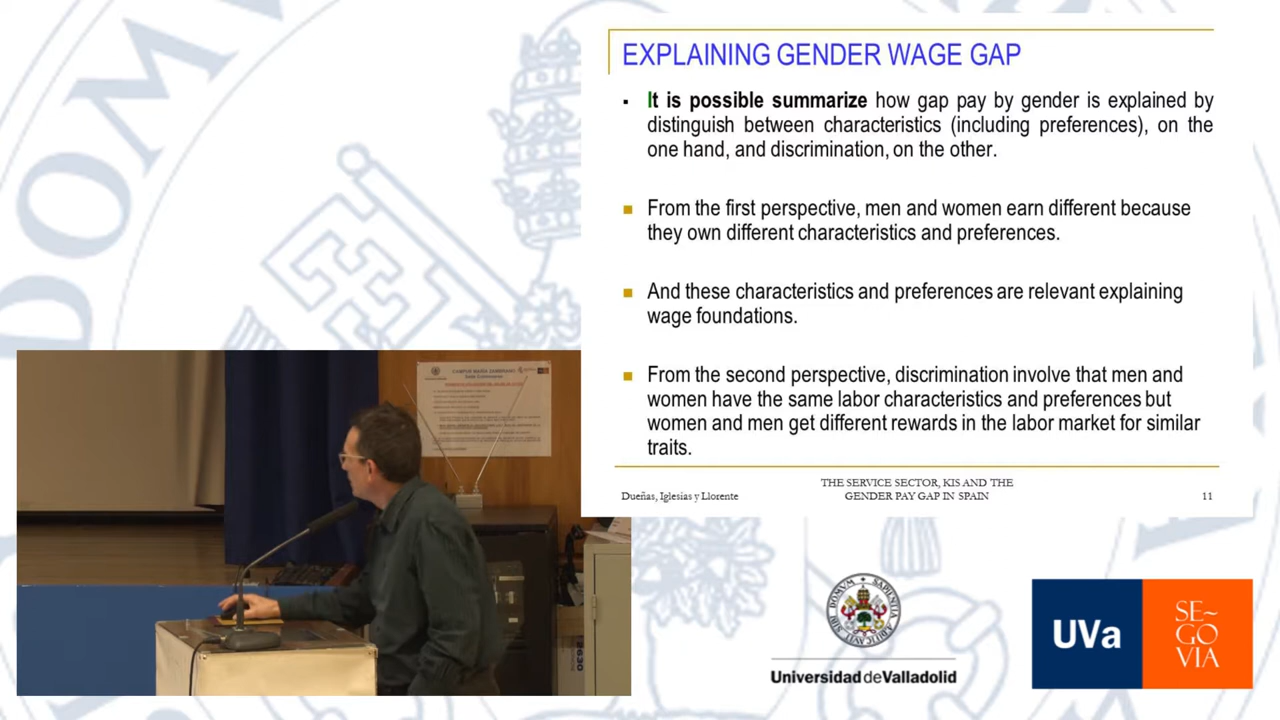 EXPLAINING GENDER WAGE GAP
It is possible summarize how gap pay by gender is explained by
distinguish between characteristics (including preferences), on the
one hand, and discrimination, on the other.
From the first perspective, men and women earn different because
they own different characteristics and preferences.
And these characteristics and preferences are relevant explaining
wage foundations.
From the second perspective, discrimination involve that men and
women have the same labor characteristics and preferences but
women and men get different rewards in the labor market for similar
traits.
Dueñas, Iglesias y Llorente
THE SERVICE SECTOR, KIS AND THE
GENDER PAY GAP IN SPAIN
11
CAMPUS MARÍA ZAMBRANO
2630
Universidad de Valladolid
UVa
SE~
GO
VIA